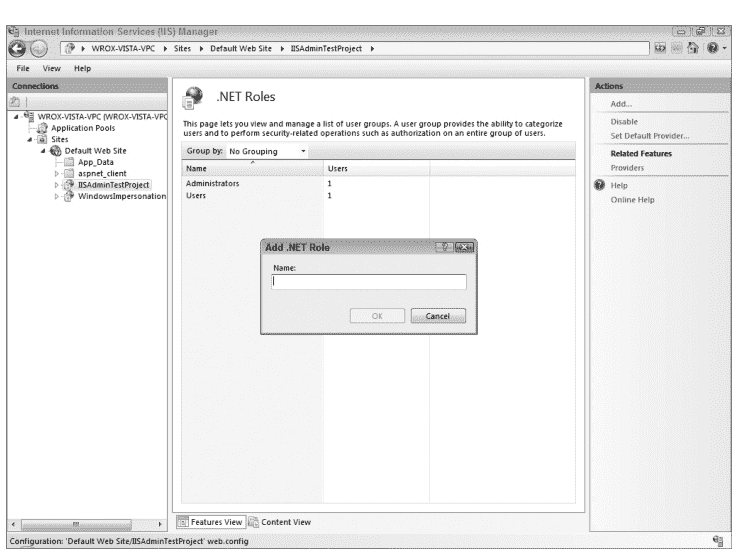 Internet Information Services (IIS) Manager
WROX-VISTA-VPC Sites Default Web Site IISAdminTestProject
File View Help
Connections
WROX-VISTA-VPC (WROX-VISTA-VPC
Application Pools
Sites
Default Web Site
App_Data
aspnet_client
IISAdminTestProject
WindowsImpersonation
.NET Roles
This page lets you view and manage a list of user groups. A user group provides the ability to categorize
users and to perform security-related operations such as authorization on an entire group of users.
Group by: No Grouping
Name Users
Administrators 1
Users 1
Add .NET Role
Name:
OK Cancel
Features View Content View
Actions
Add...
Disable
Set Default Provider...
Related Features
Providers
Help
Online Help
Configuration: 'Default Web Site/IISAdminTestProject' web.config